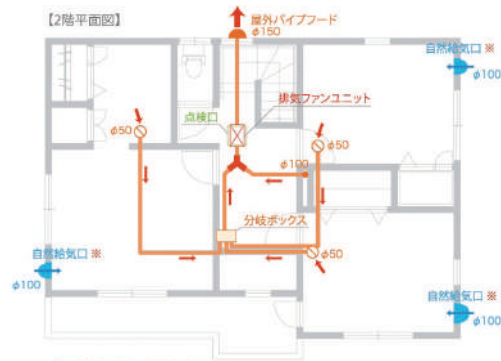 【2階平面図】
屋外パイプフード
φ150
自然給気口 ※
φ100
排気ファンユニット
点検口
φ50
φ50
φ100
分岐ボックス
自然給気口 ※
φ50
φ100
自然給気口 ※
φ100